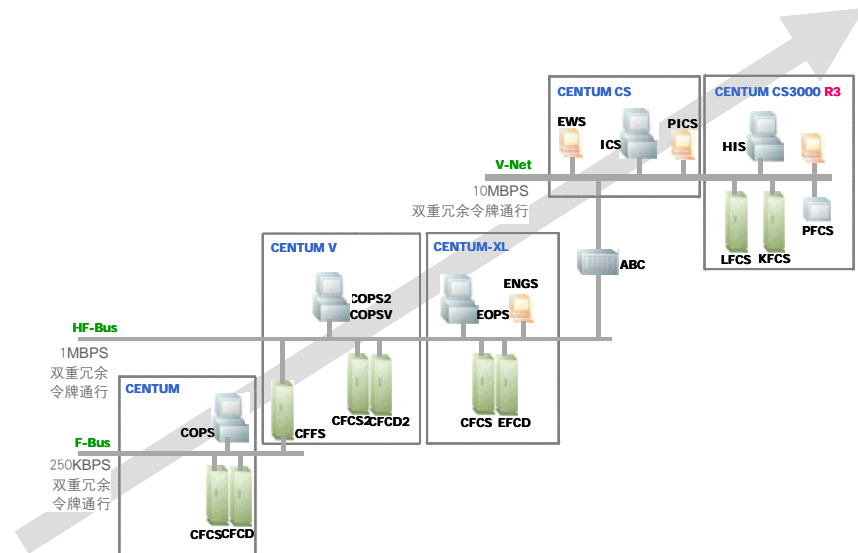 CENTUM CS
CENTUM CS3000 R3
EWS
ICS
PICS
HIS
V-Net
10MBPS
双重冗余令牌通行
PFCS
LFCS
KFCS
ABC
CENTUM V
CENTUM-XL
COPS2
COPSV
ENGS
EOPS
HF-Bus
1MBPS
双重冗余
令牌通行
CFCS2
CFCD2
CFCS
EFCD
CFFS
CENTUM
COPS
F-Bus
250KBPS
双重冗余
令牌通行
CFCS
CFCD